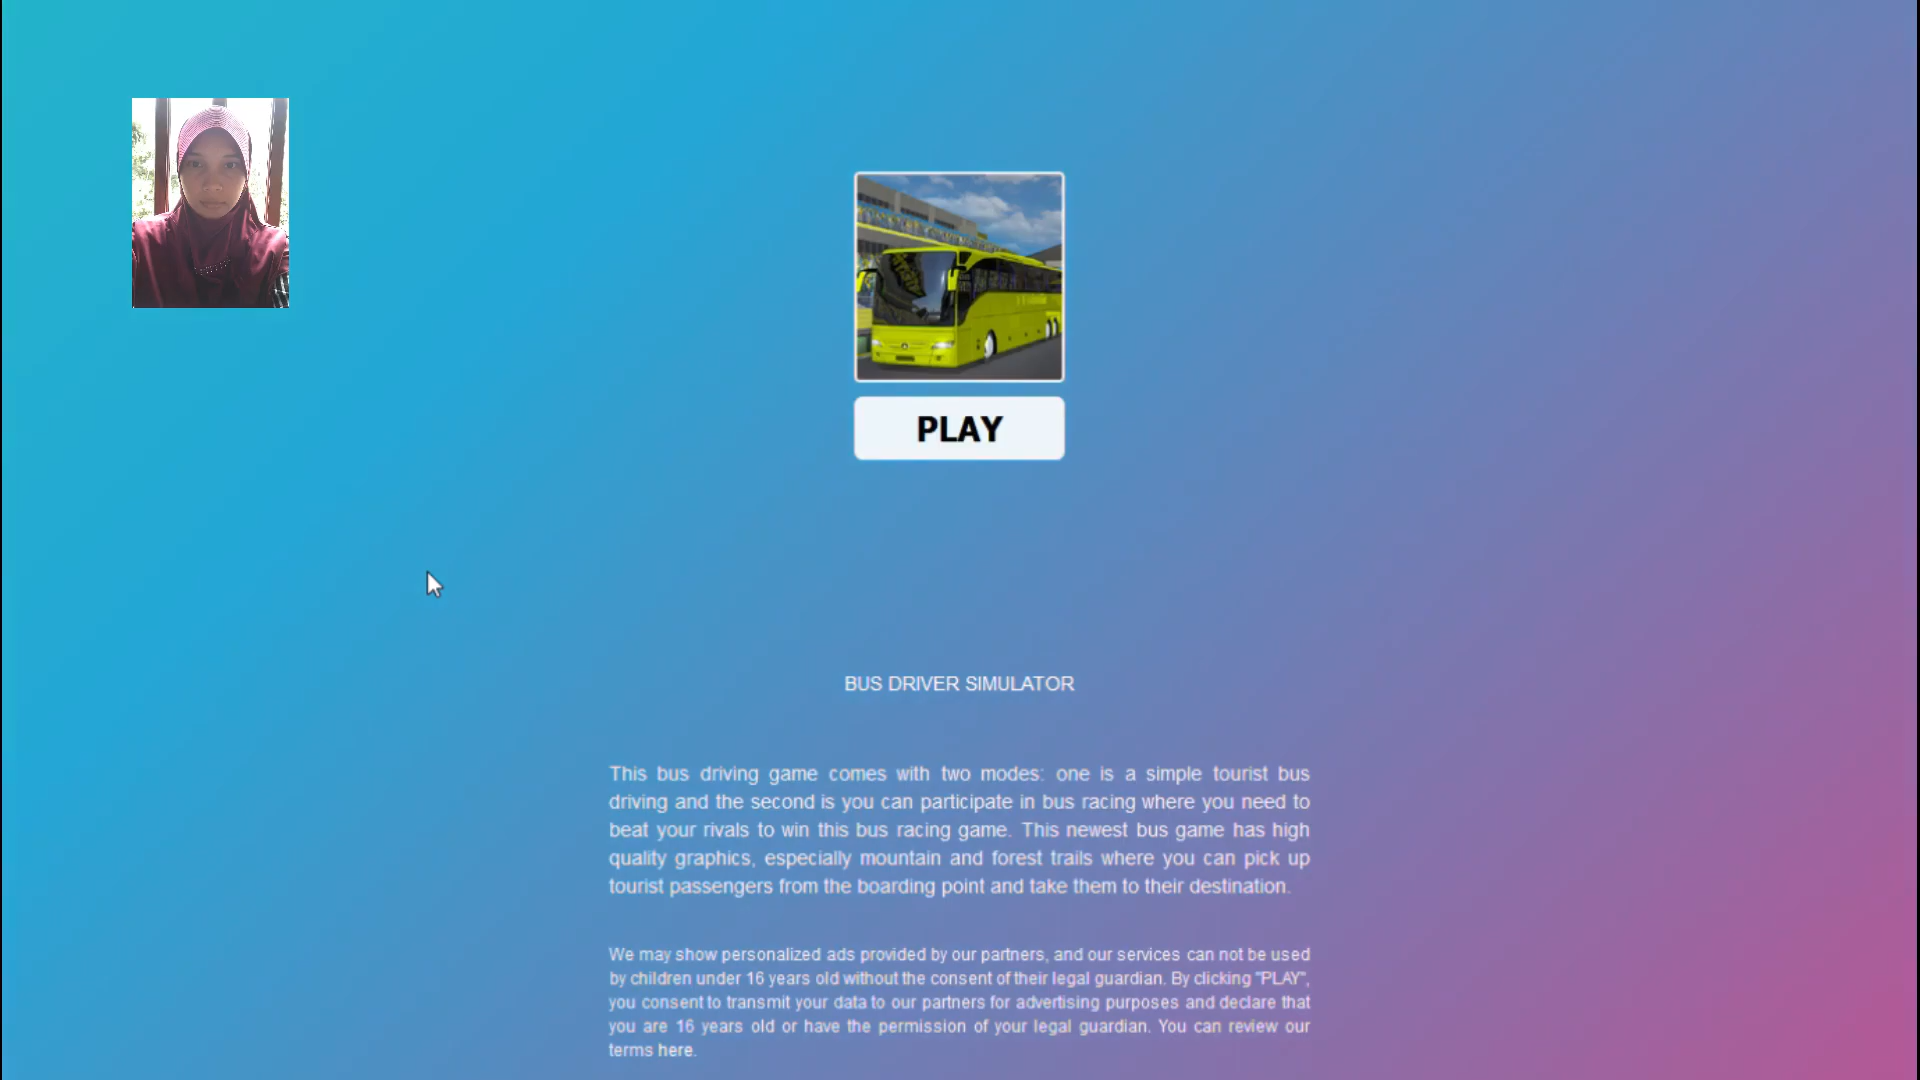 PLAY
BUS DRIVER SIMULATOR
This bus driving game comes with two modes: one is a simple tourist bus
driving and the second is you can participate in bus racing where you need to
beat your rivals to win this bus racing game. This newest bus game has high
quality graphics, especially mountain and forest trails where you can pick up
tourist passengers from the boarding point and take them to their destination.
We may show personalized ads provided by our partners, and our services can not be used
by children under 16 years old without the consent of their legal guardian. By clicking "PLAY",
you consent to transmit your data to our partners for advertising purposes and declare that
you are 16 years old or have the permission of your legal guardian. You can review our
terms here.